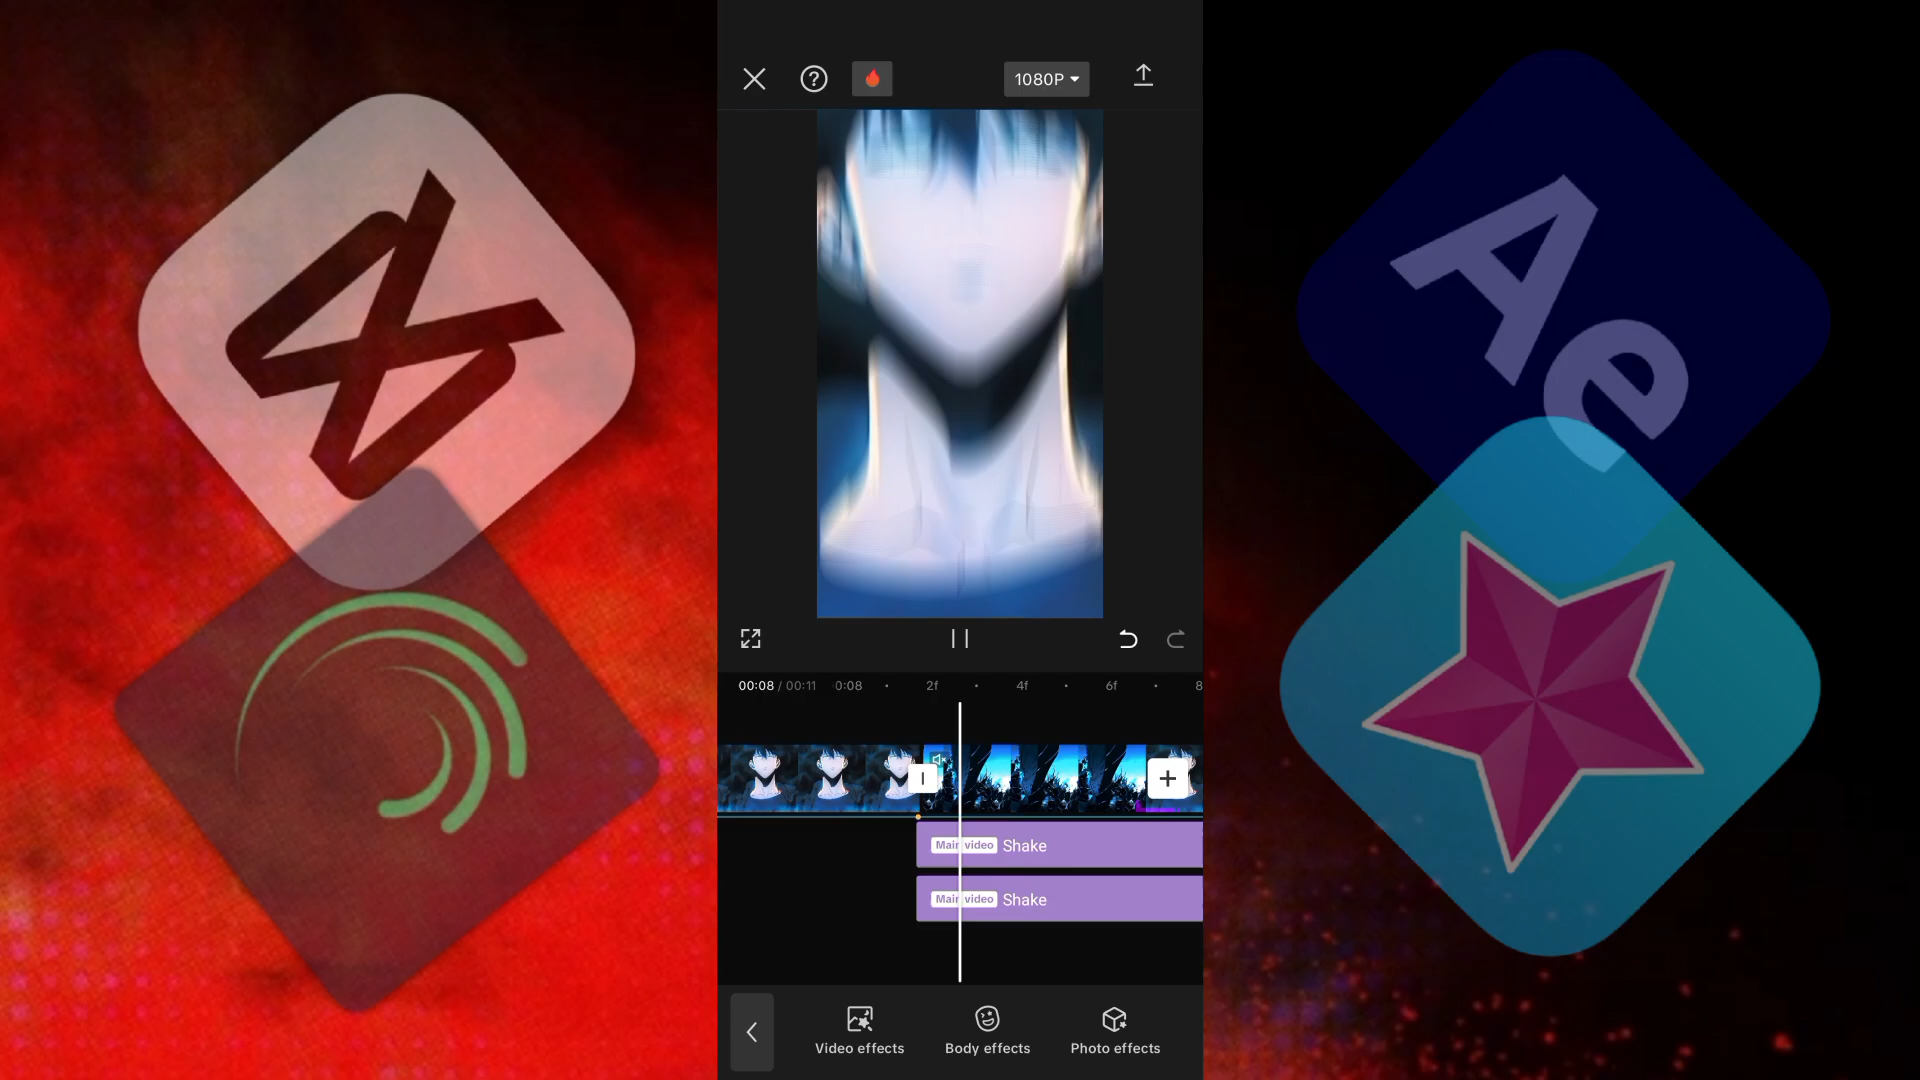 1080P
Ae
00:08 / 00:11 0:08 2f 4f 6f 8
Main video Shake
Main video Shake
Video effects Body effects Photo effects